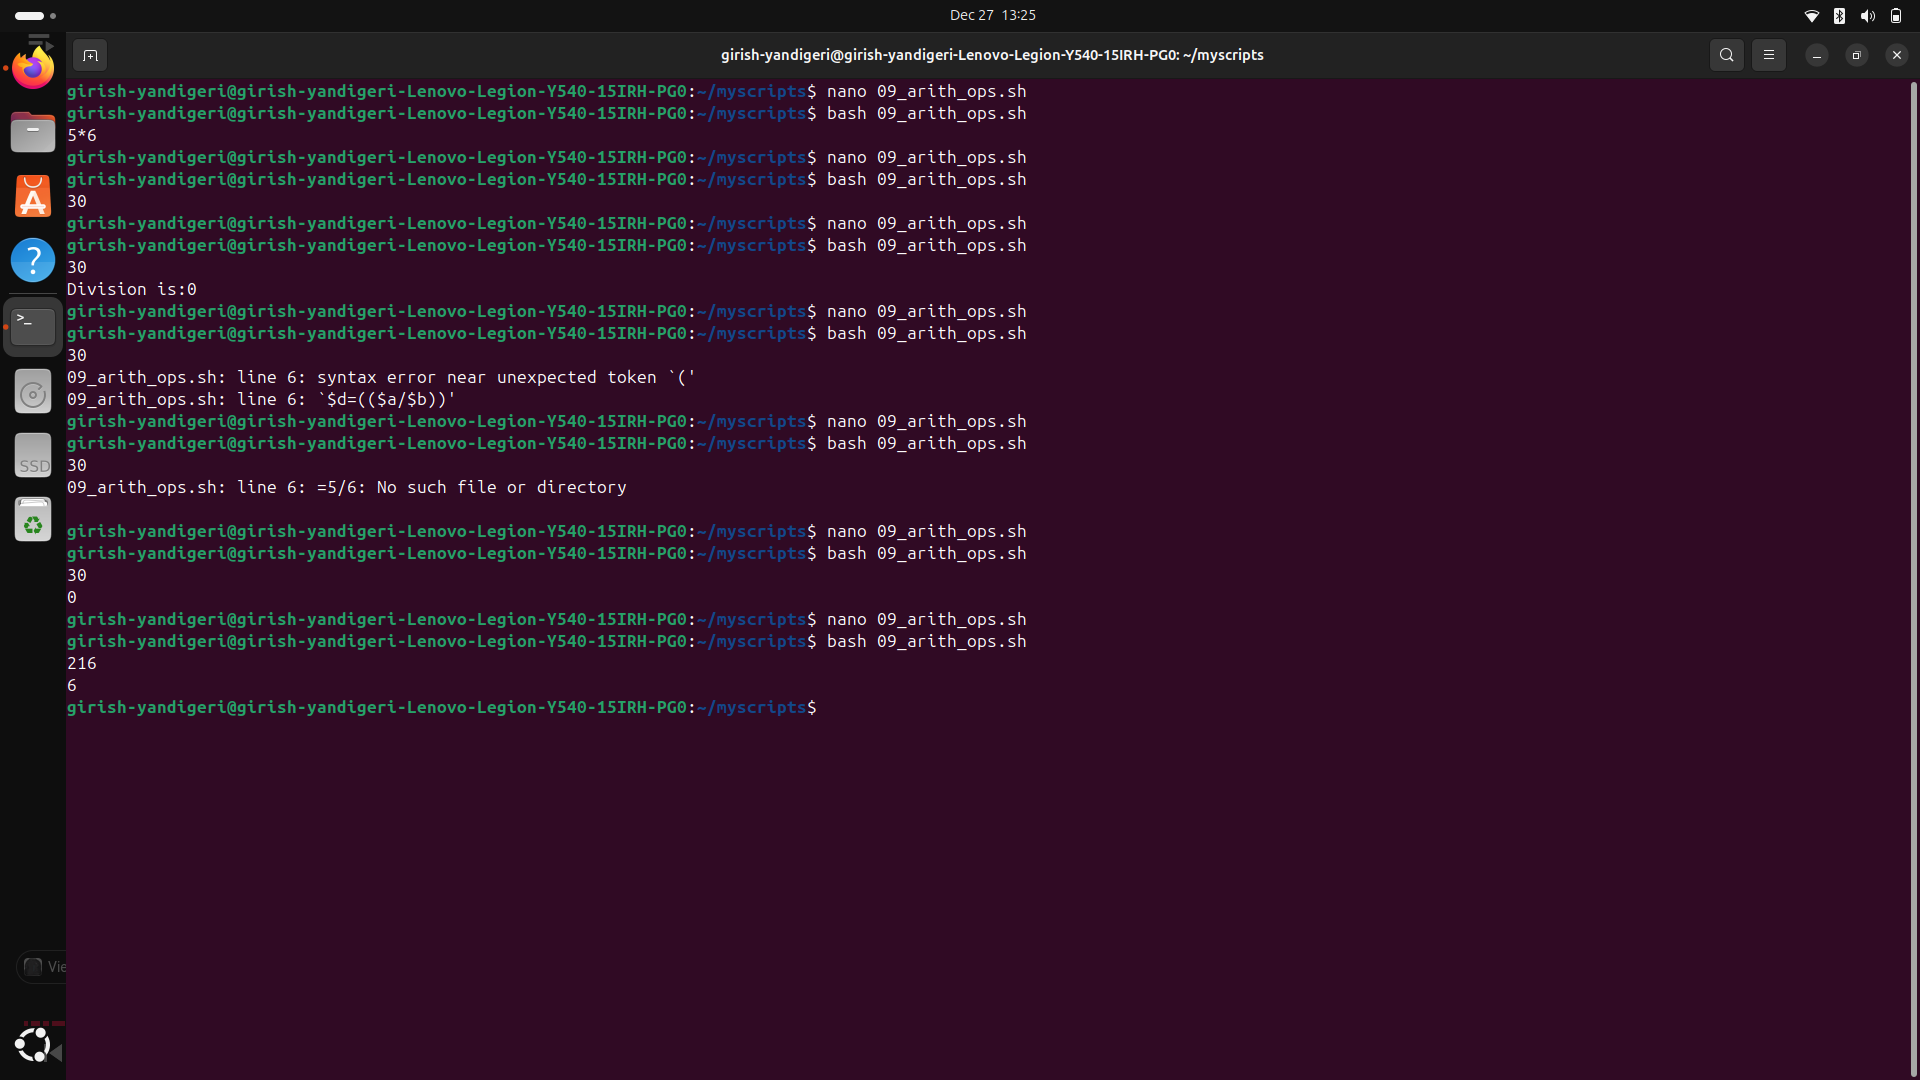 Dec 27 13:25
girish-yandigeri@girish-yandigeri-Lenovo-Legion-Y540-15IRH-PG0: ~/myscripts
girish-yandigeri@girish-yandigeri-Lenovo-Legion-Y540-15IRH-PG0:~/myscripts$ nano 09_arith_ops.sh
girish-yandigeri@girish-yandigeri-Lenovo-Legion-Y540-15IRH-PG0:~/myscripts$ bash 09_arith_ops.sh
5*6
girish-yandigeri@girish-yandigeri-Lenovo-Legion-Y540-15IRH-PG0:~/myscripts$ nano 09_arith_ops.sh
girish-yandigeri@girish-yandigeri-Lenovo-Legion-Y540-15IRH-PG0:~/myscripts$ bash 09_arith_ops.sh
30
girish-yandigeri@girish-yandigeri-Lenovo-Legion-Y540-15IRH-PG0:~/myscripts$ nano 09_arith_ops.sh
girish-yandigeri@girish-yandigeri-Lenovo-Legion-Y540-15IRH-PG0:~/myscripts$ bash 09_arith_ops.sh
30
Division is:0
girish-yandigeri@girish-yandigeri-Lenovo-Legion-Y540-15IRH-PG0:~/myscripts$ nano 09_arith_ops.sh
girish-yandigeri@girish-yandigeri-Lenovo-Legion-Y540-15IRH-PG0:~/myscripts$ bash 09_arith_ops.sh
30
09_arith_ops.sh: line 6: syntax error near unexpected token `('
09_arith_ops.sh: line 6: `$d=(($a/$b))'
girish-yandigeri@girish-yandigeri-Lenovo-Legion-Y540-15IRH-PG0:~/myscripts$ nano 09_arith_ops.sh
girish-yandigeri@girish-yandigeri-Lenovo-Legion-Y540-15IRH-PG0:~/myscripts$ bash 09_arith_ops.sh
30
09_arith_ops.sh: line 6: =5/6: No such file or directory
girish-yandigeri@girish-yandigeri-Lenovo-Legion-Y540-15IRH-PG0:~/myscripts$ nano 09_arith_ops.sh
girish-yandigeri@girish-yandigeri-Lenovo-Legion-Y540-15IRH-PG0:~/myscripts$ bash 09_arith_ops.sh
30
0
girish-yandigeri@girish-yandigeri-Lenovo-Legion-Y540-15IRH-PG0:~/myscripts$ nano 09_arith_ops.sh
girish-yandigeri@girish-yandigeri-Lenovo-Legion-Y540-15IRH-PG0:~/myscripts$ bash 09_arith_ops.sh
216
6
girish-yandigeri@girish-yandigeri-Lenovo-Legion-Y540-15IRH-PG0:~/myscripts$
SSD
Vie